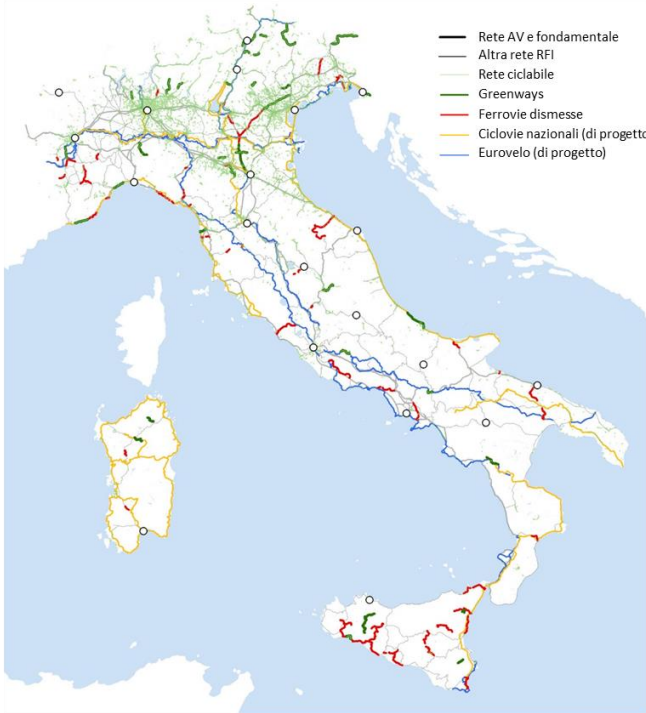 Rete AV e fondamentale
Altra rete RFI
Rete ciclabile
Greenways
Ferrovie dismesse
Ciclovie nazionali (di progetto
Eurovelo (di progetto)